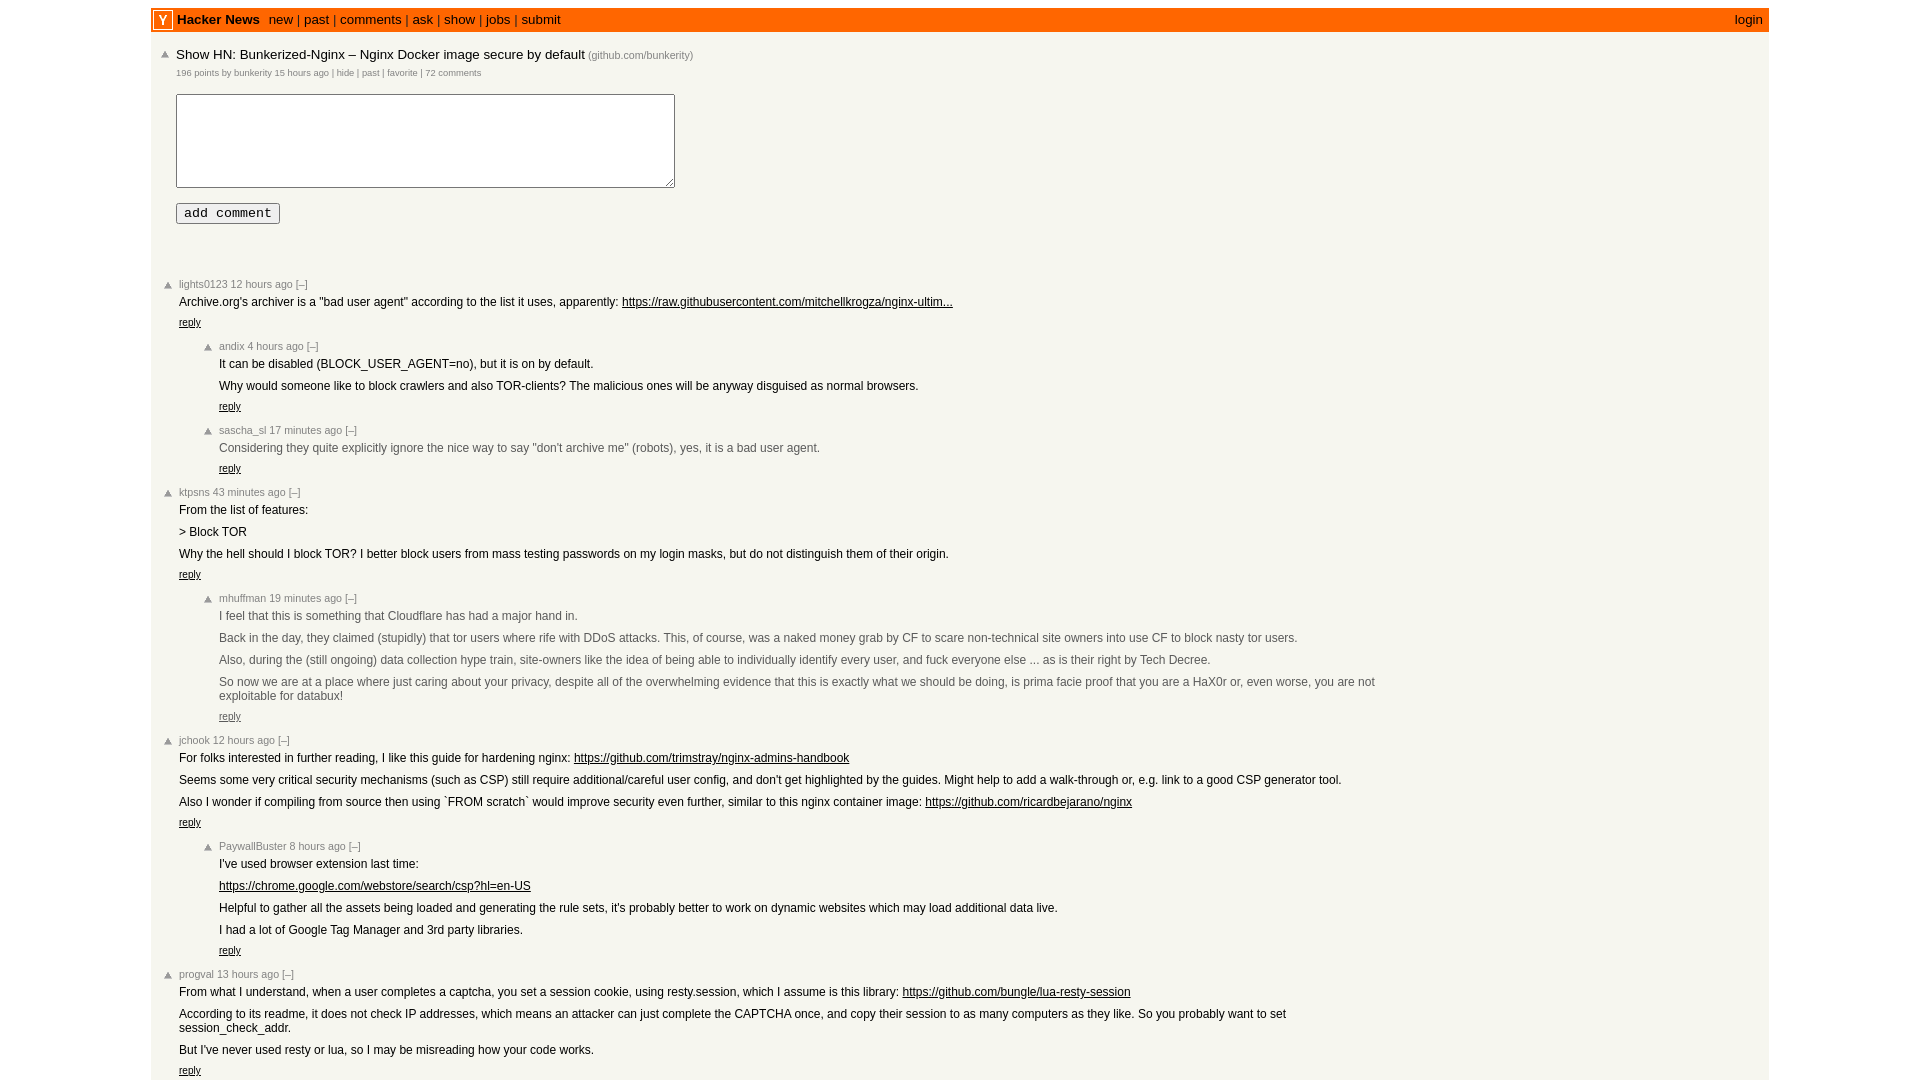 Y Hacker News new | past | comments | ask | show | jobs | submit login
Show HN: Bunkerized-Nginx – Nginx Docker image secure by default (github.com/bunkerity)
196 points by bunkerity 15 hours ago | hide | past | favorite | 72 comments
add comment
lights0123 12 hours ago [–]
Archive.org's archiver is a "bad user agent" according to the list it uses, apparently: https://raw.githubusercontent.com/mitchellkrogza/nginx-ultim...
reply
andix 4 hours ago [–]
It can be disabled (BLOCK_USER_AGENT=no), but it is on by default.
Why would someone like to block crawlers and also TOR-clients? The malicious ones will be anyway disguised as normal browsers.
reply
sascha_sl 17 minutes ago [–]
Considering they quite explicitly ignore the nice way to say "don't archive me" (robots), yes, it is a bad user agent.
reply
ktpsns 43 minutes ago [–]
From the list of features:
> Block TOR
Why the hell should I block TOR? I better block users from mass testing passwords on my login masks, but do not distinguish them of their origin.
reply
mhuffman 19 minutes ago [–]
I feel that this is something that Cloudflare has had a major hand in.
Back in the day, they claimed (stupidly) that tor users where rife with DDoS attacks. This, of course, was a naked money grab by CF to scare non-technical site owners into use CF to block nasty tor users.
Also, during the (still ongoing) data collection hype train, site-owners like the idea of being able to individually identify every user, and fuck everyone else ... as is their right by Tech Decree.
So now we are at a place where just caring about your privacy, despite all of the overwhelming evidence that this is exactly what we should be doing, is prima facie proof that you are a HaX0r or, even worse, you are not
exploitable for databux!
reply
jchook 12 hours ago [–]
For folks interested in further reading, I like this guide for hardening nginx: https://github.com/trimstray/nginx-admins-handbook
Seems some very critical security mechanisms (such as CSP) still require additional/careful user config, and don't get highlighted by the guides. Might help to add a walk-through or, e.g. link to a good CSP generator tool.
Also I wonder if compiling from source then using `FROM scratch` would improve security even further, similar to this nginx container image: https://github.com/ricardbejarano/nginx
reply
PaywallBuster 8 hours ago [–]
I've used browser extension last time:
https://chrome.google.com/webstore/search/csp?hl=en-US
Helpful to gather all the assets being loaded and generating the rule sets, it's probably better to work on dynamic websites which may load additional data live.
I had a lot of Google Tag Manager and 3rd party libraries.
reply
progval 13 hours ago [–]
From what I understand, when a user completes a captcha, you set a session cookie, using resty.session, which I assume is this library: https://github.com/bungle/lua-resty-session
According to its readme, it does not check IP addresses, which means an attacker can just complete the CAPTCHA once, and copy their session to as many computers as they like. So you probably want to set
session_check_addr.
But I've never used resty or lua, so I may be misreading how your code works.
reply